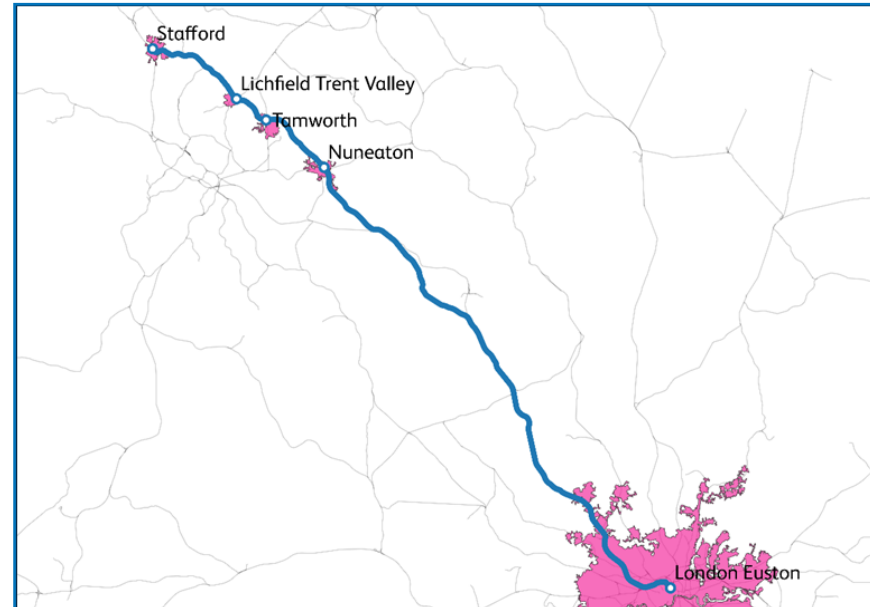 Stafford
Lichfield Trent Valley
Tamworth
Nuneaton
London Euston